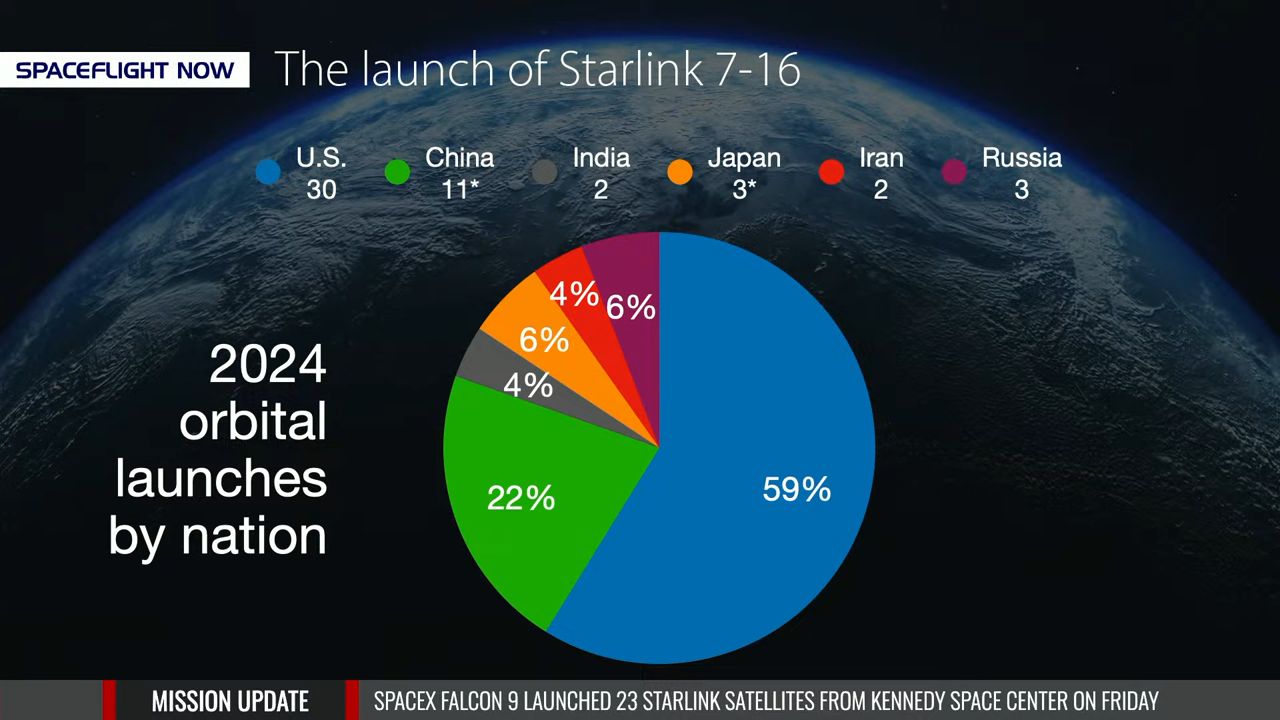 SPACEFLIGHT NOW
The launch of Starlink 7-16
U.S.
30
China
11*
India
2
Japan
3*
Iran
2
Russia
3
4%
6%
6%
4%
59%
22%
2024
orbital
launches
by nation
MISSION UPDATE
SPACEX FALCON 9 LAUNCHED 23 STARLINK SATELLITES FROM KENNEDY SPACE CENTER ON FRIDAY